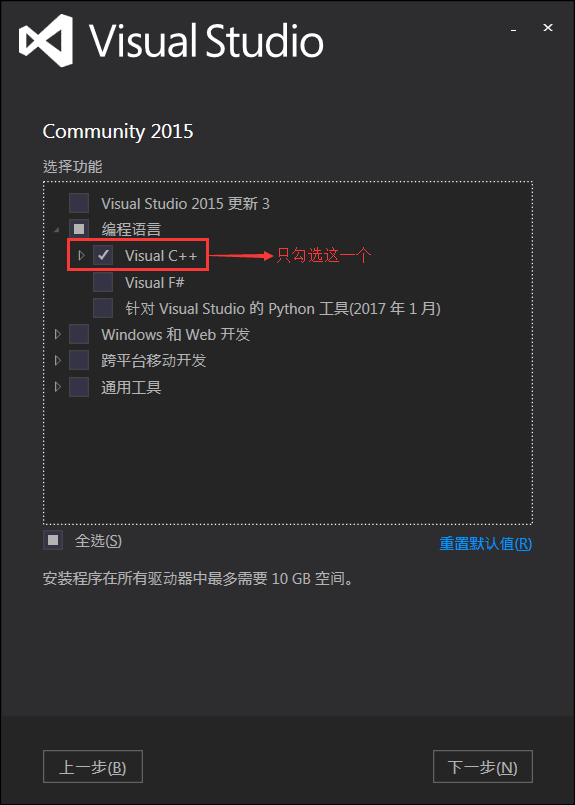 Visual Studio
Community 2015
选择功能
Visual Studio 2015 更新 3
编程语言
Visual C++
只勾选这一个
Visual F#
针对 Visual Studio 的 Python 工具(2017 年 1 月)
Windows 和 Web 开发
跨平台移动开发
通用工具
全选(S)
重置默认值(R)
安装程序在所有驱动器中最多需要 10 GB 空间。
上一步(B)
下一步(N)